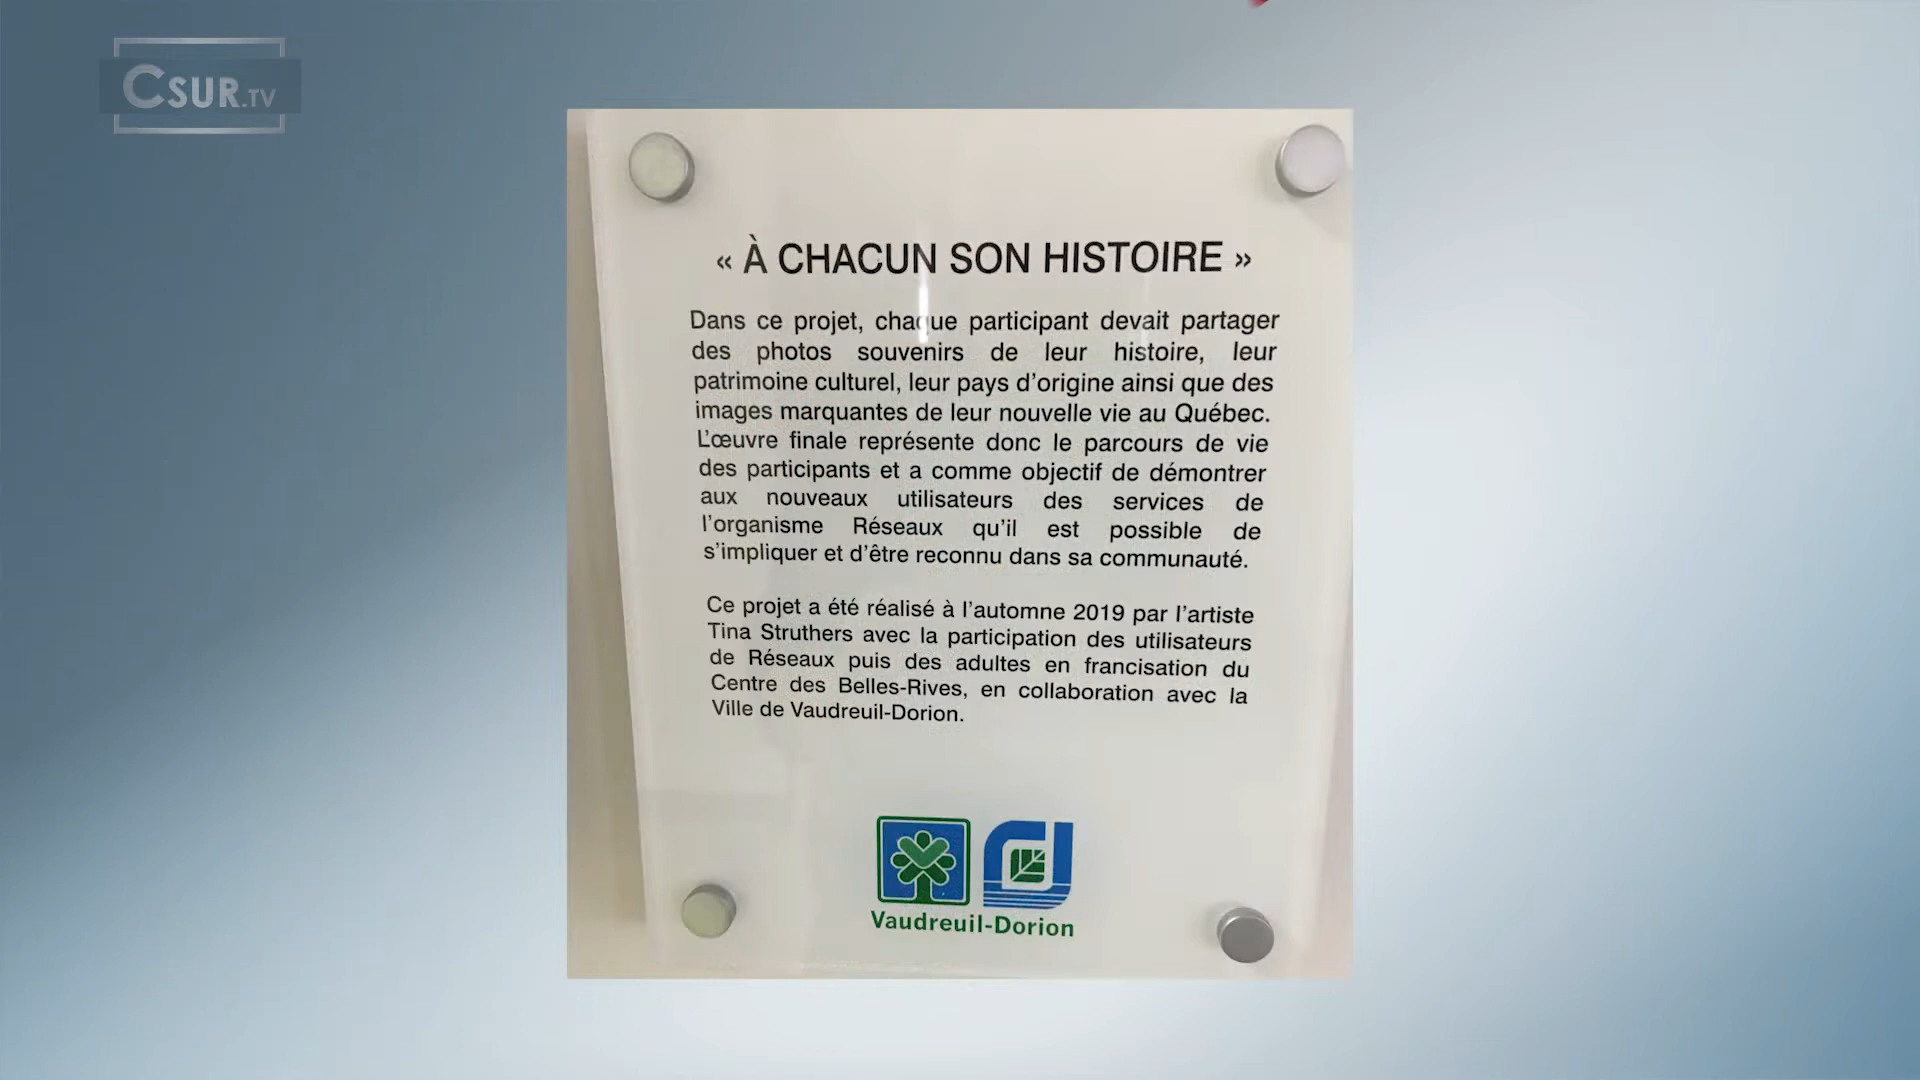 CSUR.TV
« À CHACUN SON HISTOIRE »
Dans ce projet, chaque participant devait partager
des photos souvenirs de leur histoire, leur
patrimoine culturel, leur pays d'origine ainsi que des
images marquantes de leur nouvelle vie au Québec.
L'œuvre finale représente donc le parcours de vie
des participants et a comme objectif de démontrer
aux nouveaux utilisateurs des services de
l'organisme Réseaux qu'il est possible de
s'impliquer et d'être reconnu dans sa communauté.
Ce projet a été réalisé à l'automne 2019 par l'artiste
Tina Struthers avec la participation des utilisateurs
de Réseaux puis des adultes en francisation du
Centre des Belles-Rives, en collaboration avec la
Ville de Vaudreuil-Dorion.
Vaudreuil-Dorion